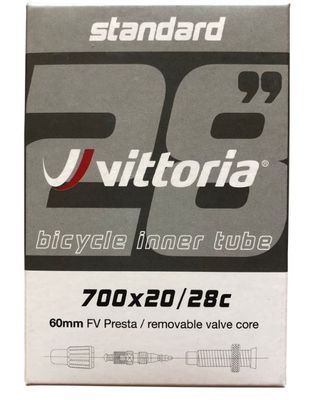 standard
28”
vittoria®
bicycle inner tube
700x20/28c
60mm FV Presta / removable valve core